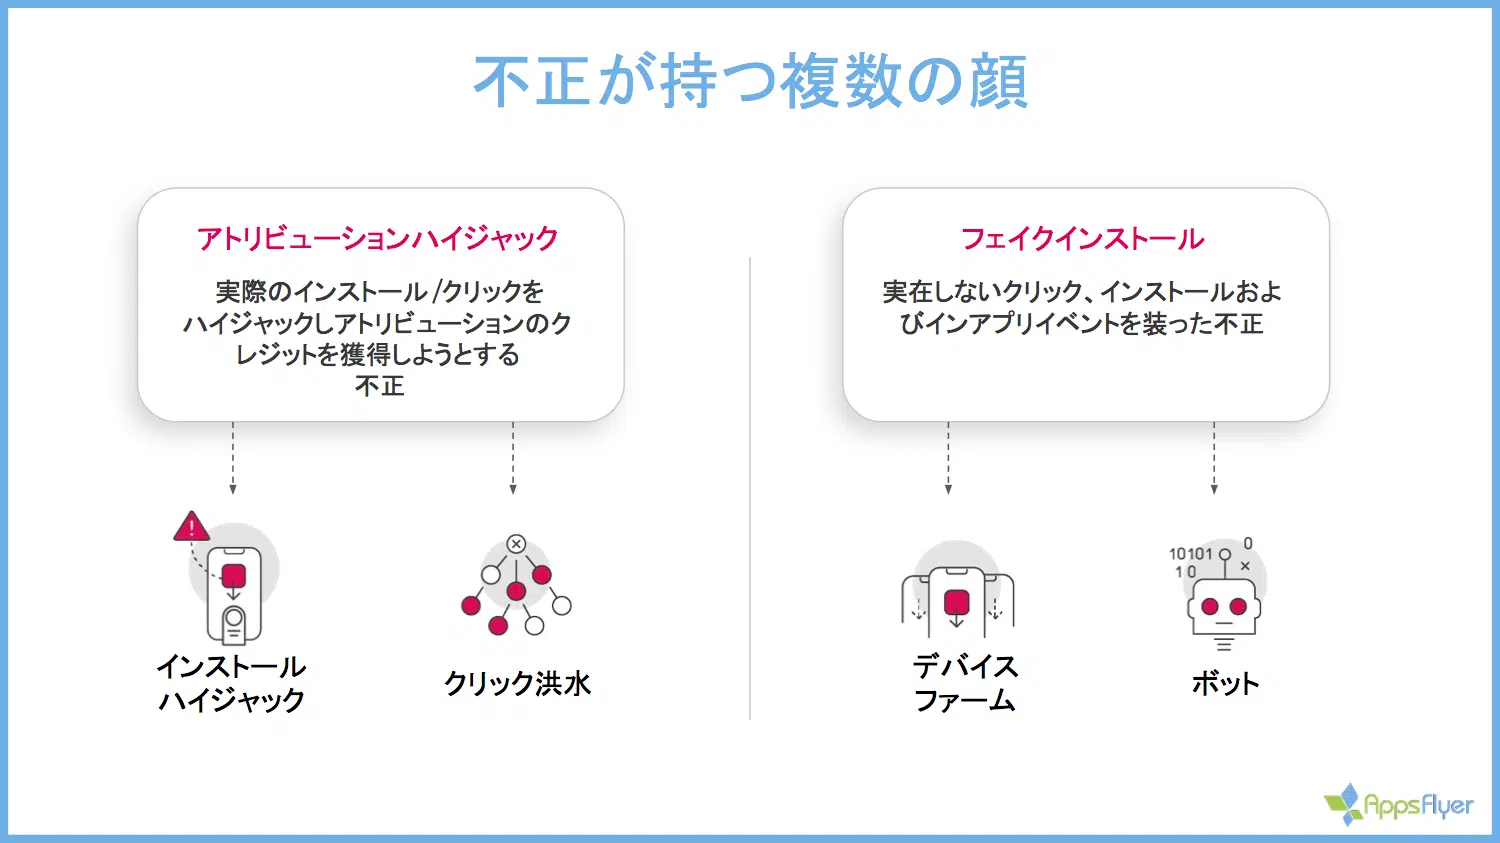 不正が持つ複数の顔
アトリビューションハイジャック
実際のインストール/クリックを
ハイジャックしアトリビューションのク
レジットを獲得しようとする
不正
フェイクインストール
実在しないクリック、インストールおよ
びインアプリイベントを装った不正
!
インストール
ハイジャック
クリック洪水
デバイス
ファーム
10101 0
10 ×
ボット
AppsFlyer